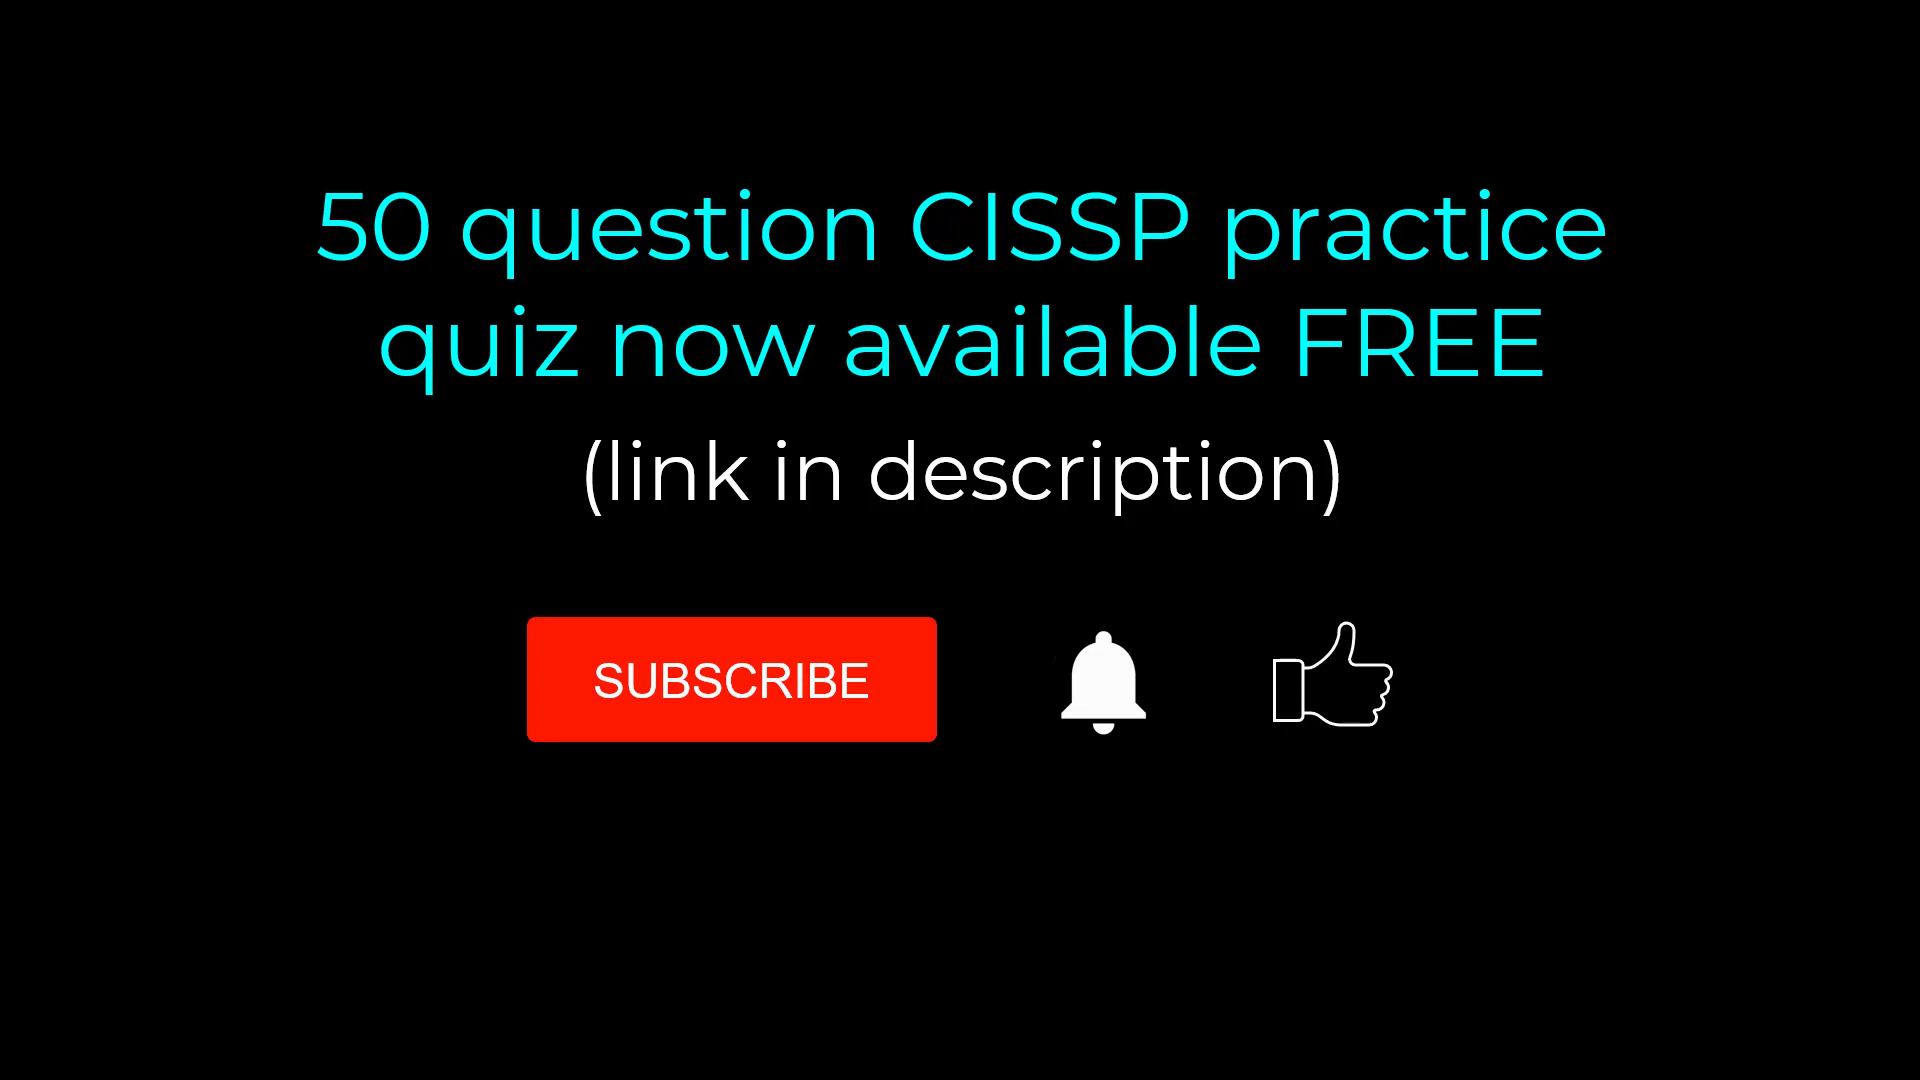 50 question CISSP practice
quiz now available FREE
(link in description)
SUBSCRIBE